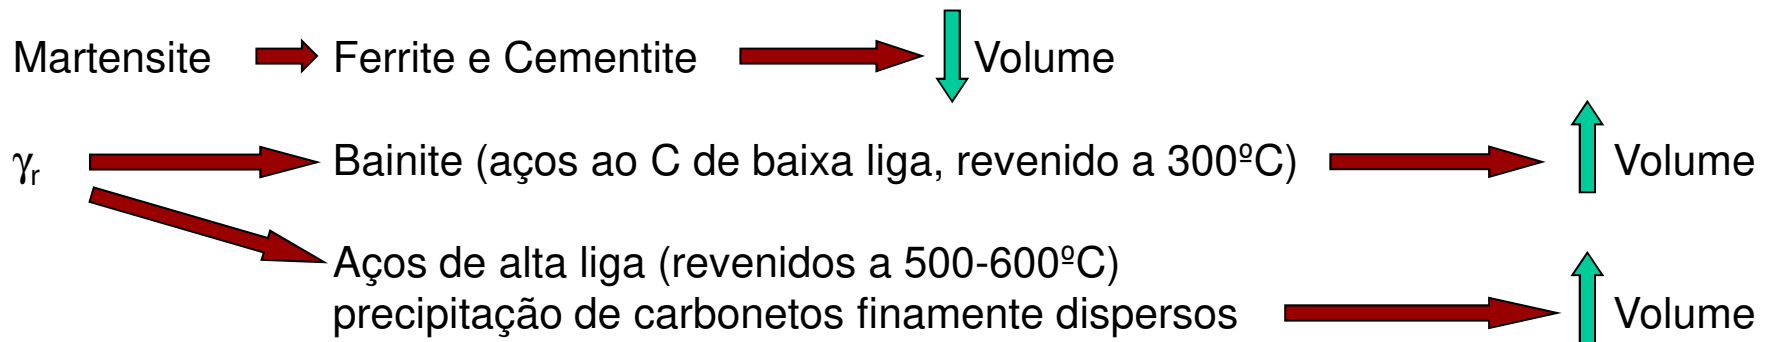 Martensite Ferrite e Cementite Volume
γr Bainite (aços ao C de baixa liga, revenido a 300ºC) Volume
Aços de alta liga (revenidos a 500-600ºC)
precipitação de carbonetos finamente dispersos Volume